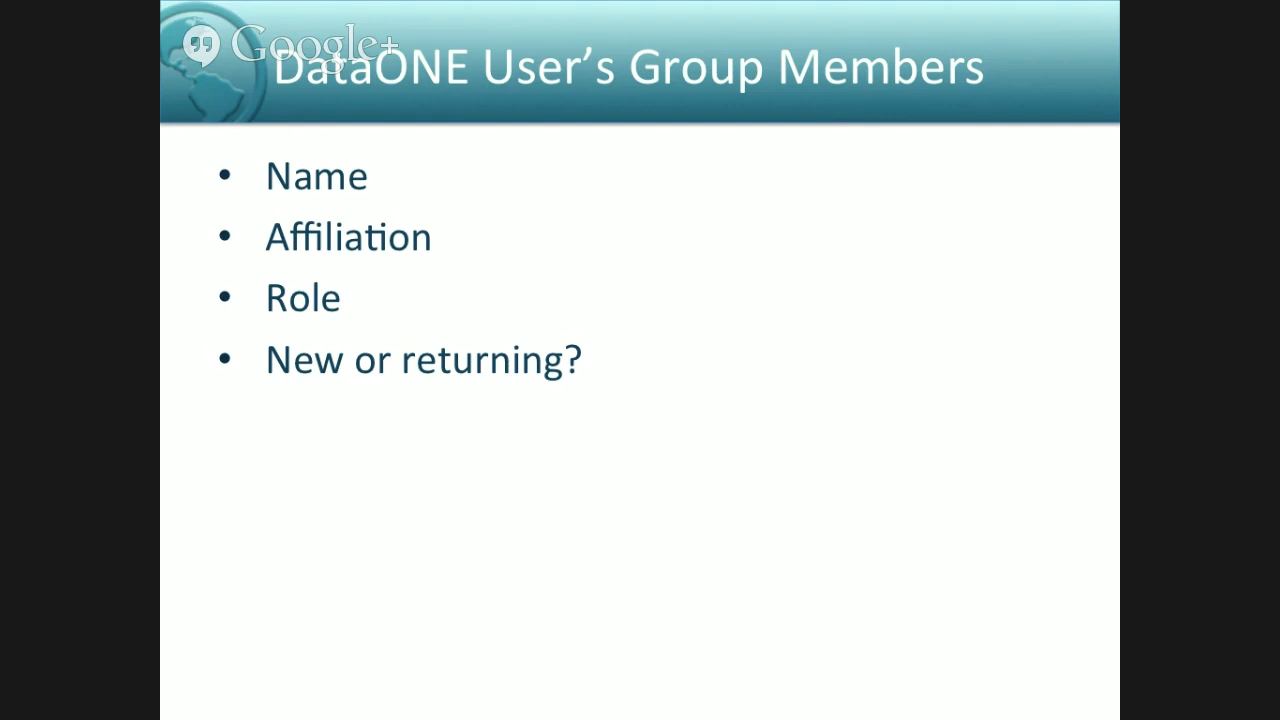 Google+
DataONE User's Group Members
• Name
• Affiliation
• Role
• New or returning?